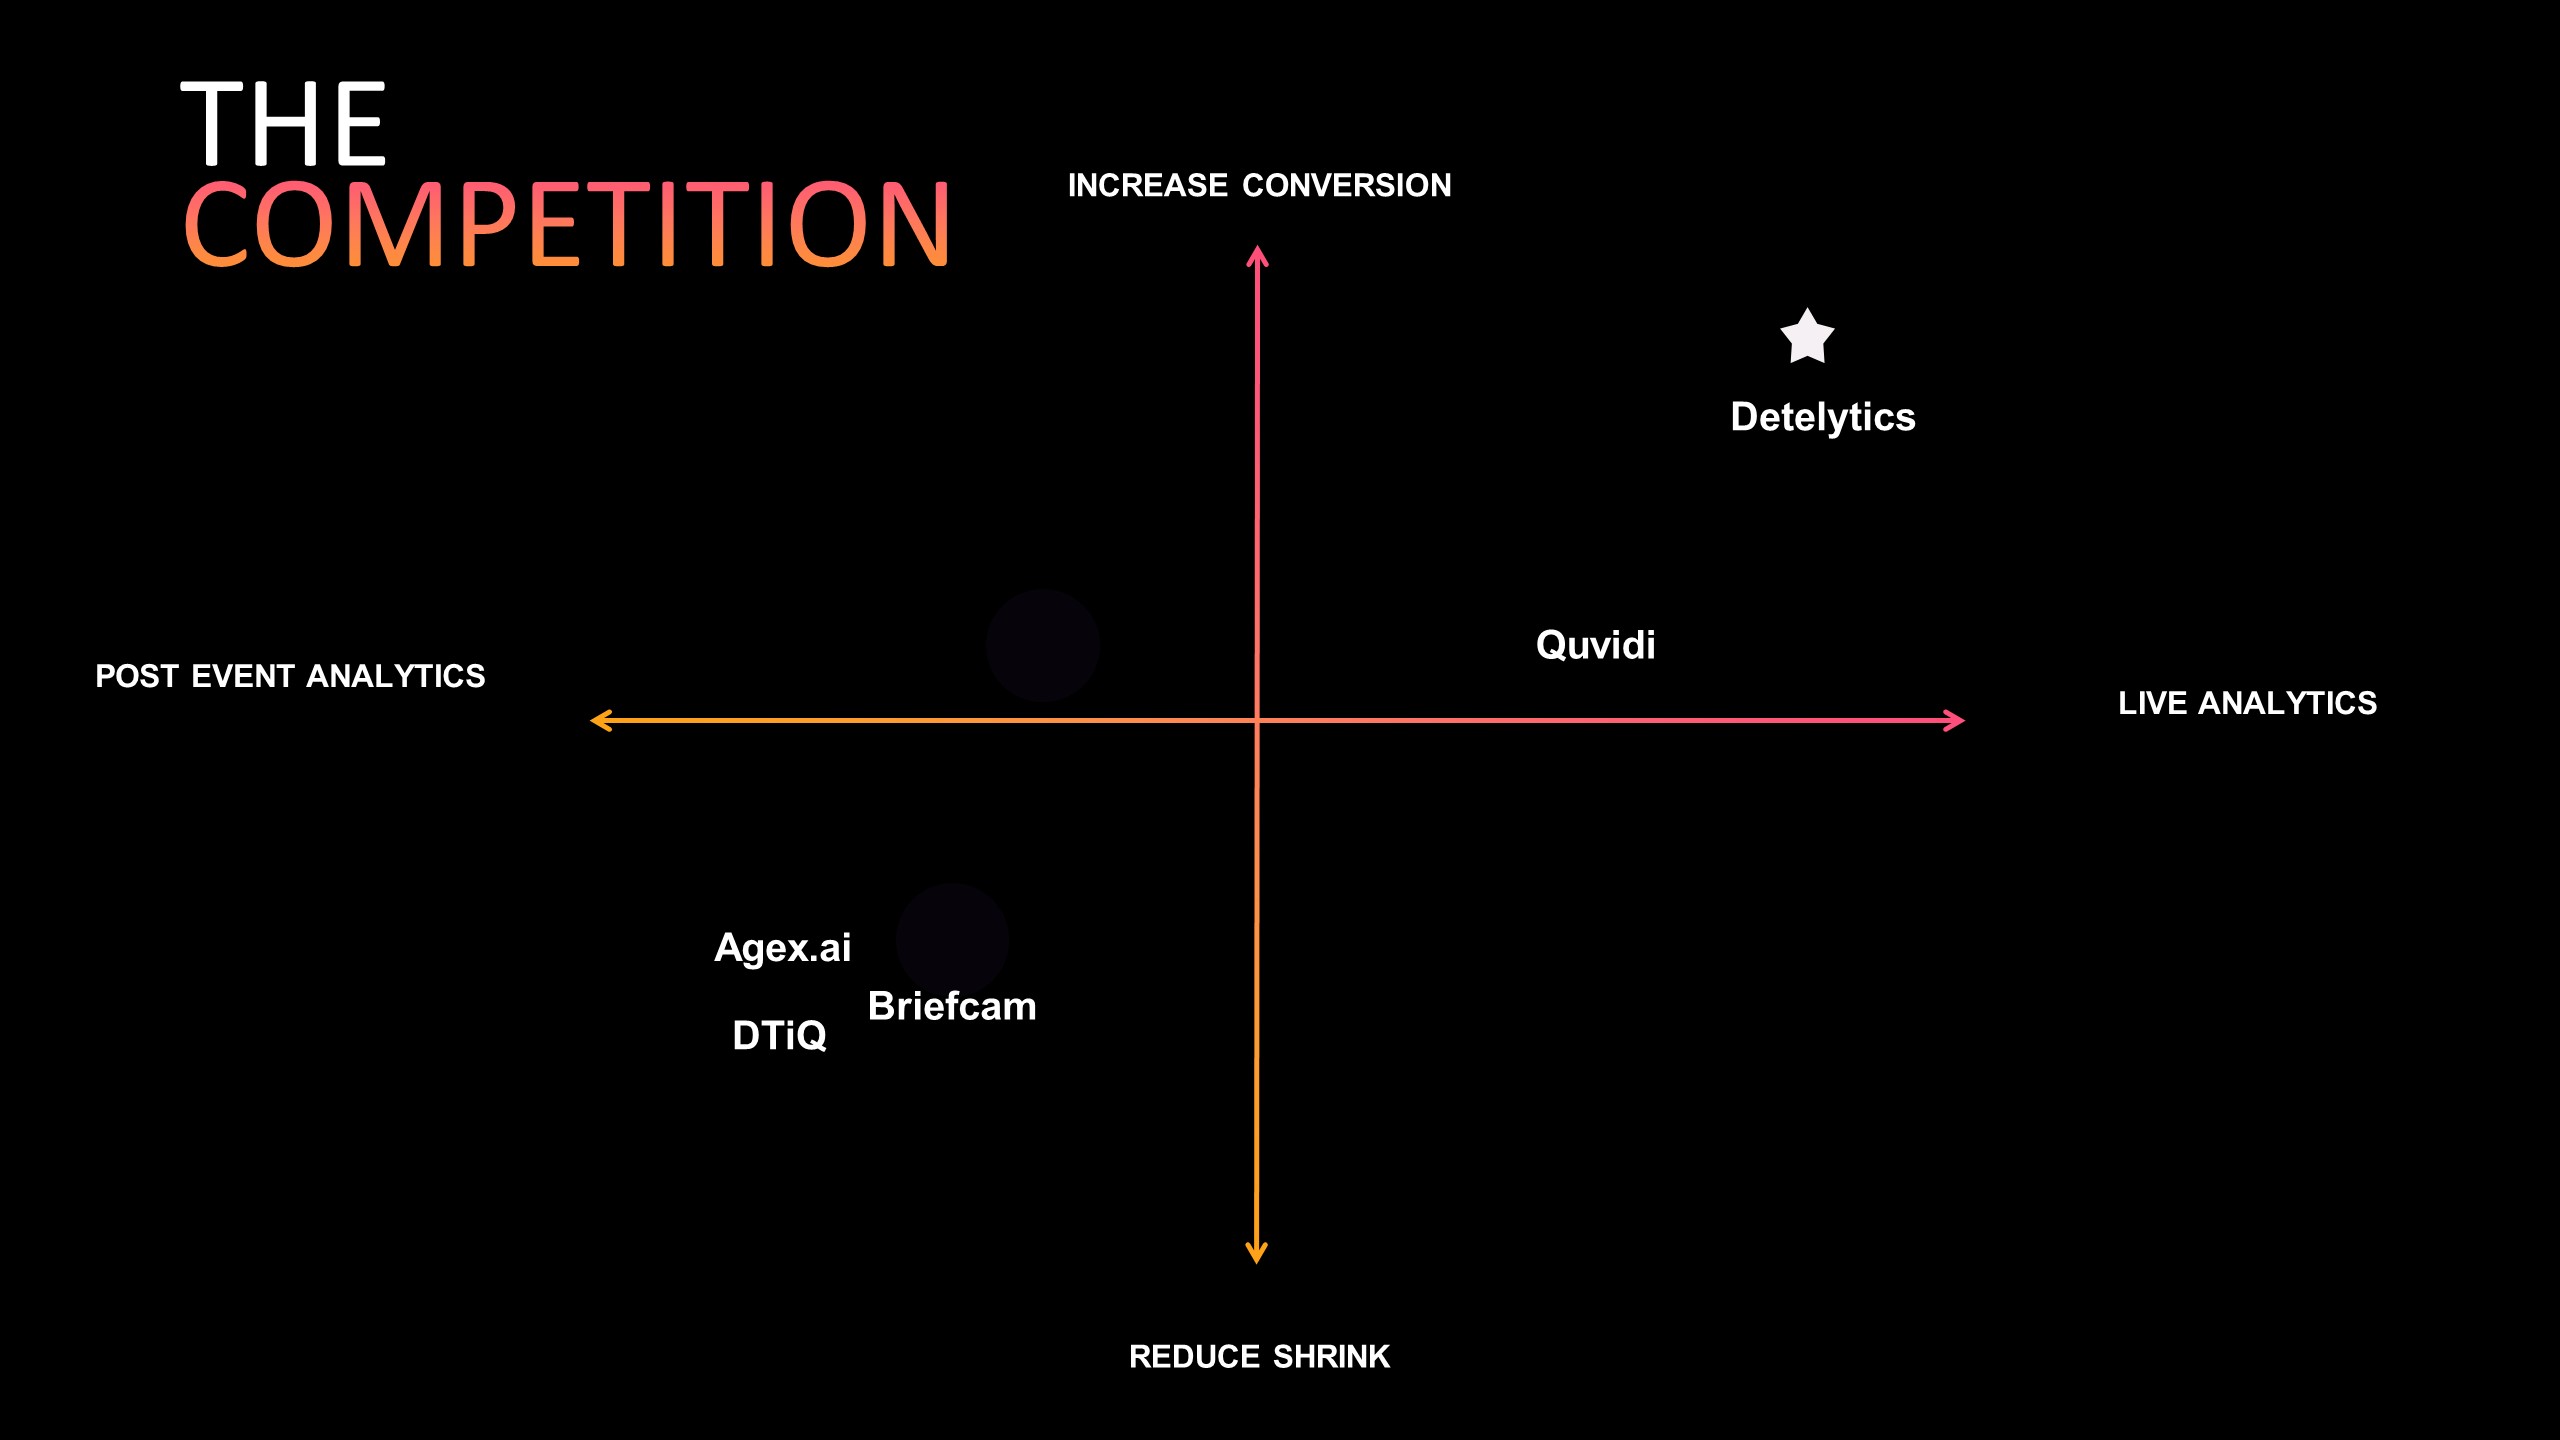 THE
COMPETITION
INCREASE CONVERSION
Detelytics
Quvidi
POST EVENT ANALYTICS
LIVE ANALYTICS
Agex.ai
Briefcam
DTiQ
REDUCE SHRINK